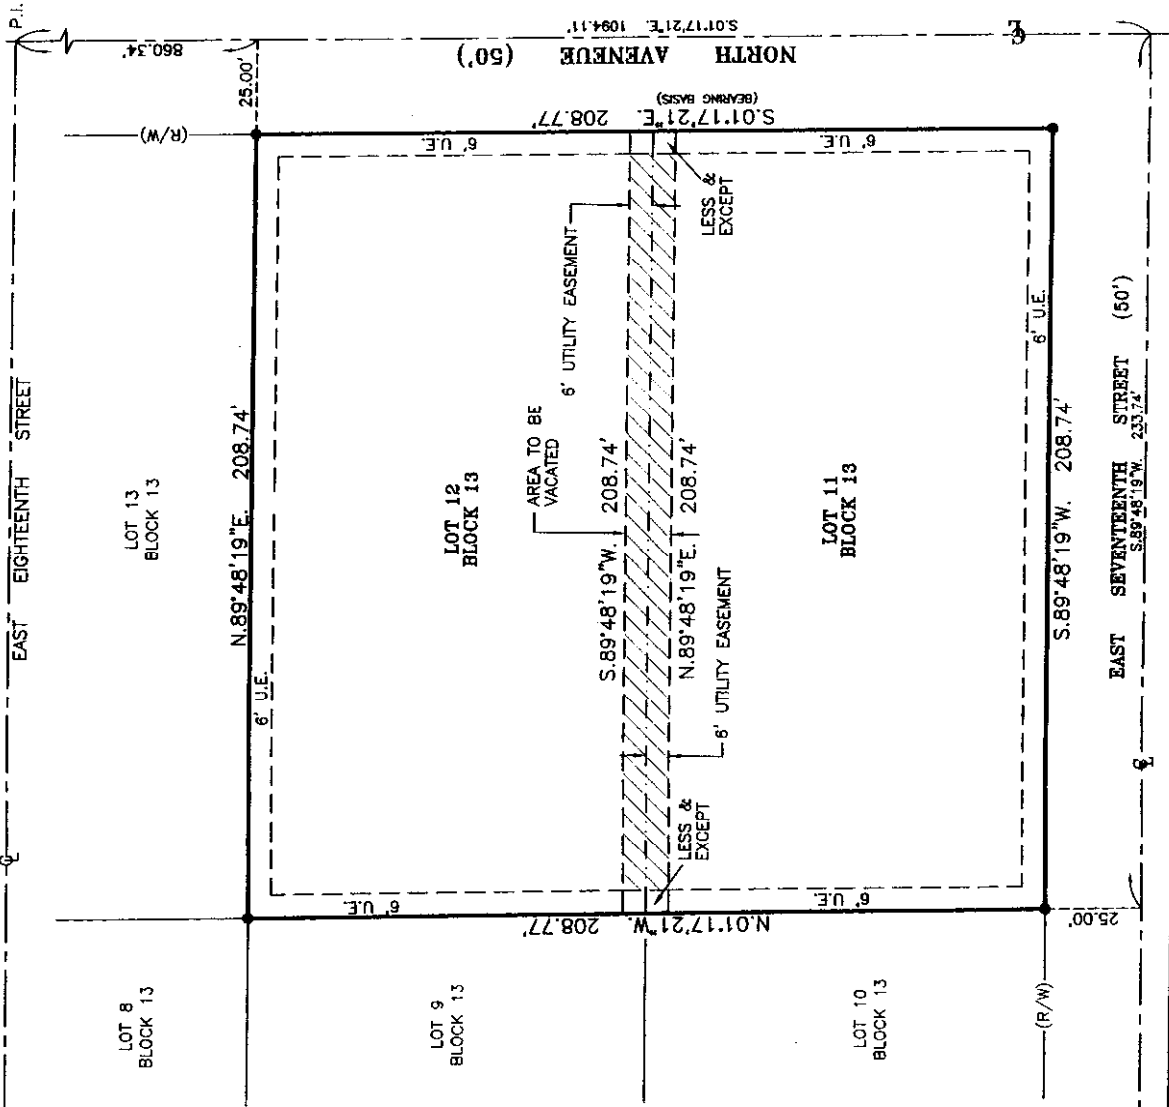 P.I.
EAST EIGHTEENTH STREET
860.34'
25.00'
(R/W)
S.01°17'21"E. 1094.11'
NORTH AVENEUE (50')
(BEARING BASIS)
S.01°17'21"E. 208.77'
LOT 13
BLOCK 13
N.89°48'19"E. 208.74'
6' U.E.
6' U.E.
6' U.E.
LESS &
EXCEPT
6' UTILITY EASEMENT
AREA TO BE
VACATED
LOT 12
BLOCK 13
S.89°48'19"W. 208.74'
N.89°48'19"E. 208.74'
LOT 11
BLOCK 13
6' UTILITY EASEMENT
LESS &
EXCEPT
6' U.E.
6' U.E.
N.01°17'21"W. 208.77'
6' U.E.
S.89°48'19"W. 208.74'
EAST SEVENTEENTH STREET (50')
S.89°48'19"W. 233.74'
25.00'
(R/W)
LOT 8
BLOCK 13
LOT 9
BLOCK 13
LOT 10
BLOCK 13